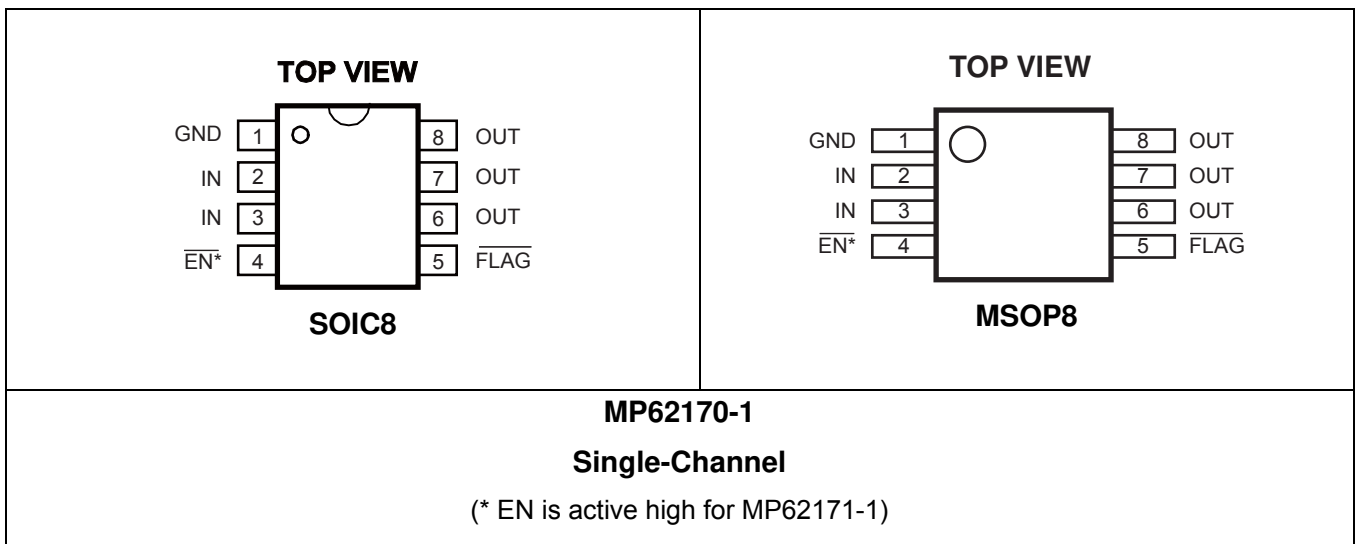 TOP VIEW
GND 1 8 OUT
IN 2 7 OUT
IN 3 6 OUT
EN* 4 5 FLAG
SOIC8
TOP VIEW
GND 1 8 OUT
IN 2 7 OUT
IN 3 6 OUT
EN* 4 5 FLAG
MSOP8
MP62170-1
Single-Channel
(* EN is active high for MP62171-1)